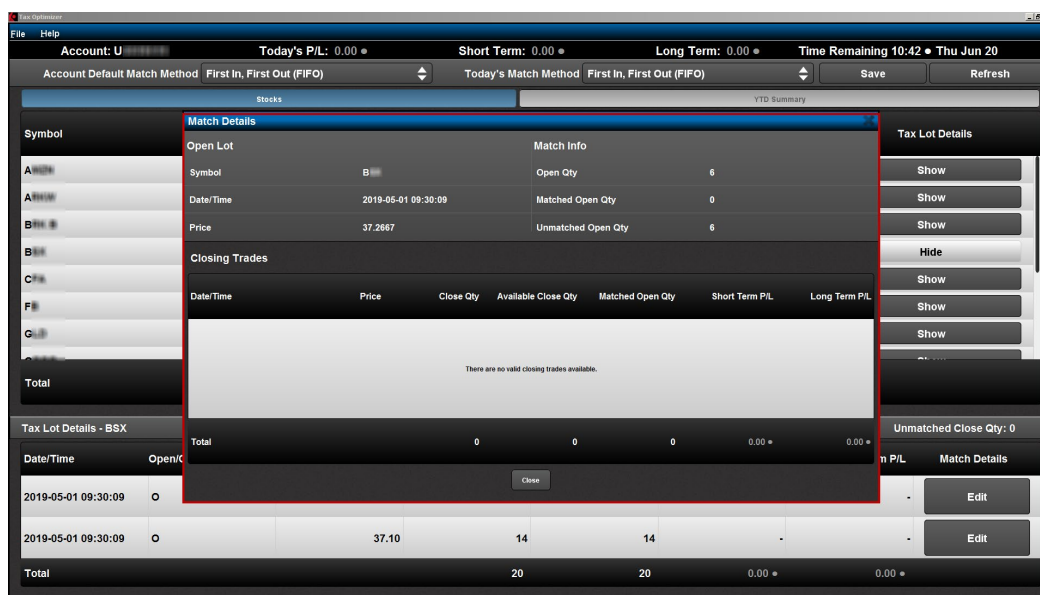 Tax Optimizer
File Help
Account: U Today's P/L: 0.00 Short Term: 0.00 Long Term: 0.00 Time Remaining 10:42 ● Thu Jun 20
Account Default Match Method First In, First Out (FIFO) Today's Match Method First In, First Out (FIFO) Save Refresh
Stocks YTD Summary
Match Details
Symbol Tax Lot Details
Open Lot Match Info
A Show
Symbol B Open Qty 6
A Show
Date/Time 2019-05-01 09:30:09 Matched Open Qty 0
B Show
Price 37.2667 Unmatched Open Qty 6
B Hide
Closing Trades
C Show
Date/Time Price Close Qty Available Close Qty Matched Open Qty Short Term P/L Long Term P/L
F Show
G Show
Show
There are no valid closing trades available.
Total
Tax Lot Details - BSX Unmatched Close Qty: 0
Total 0 0 0 0.00 0.00
Date/Time Open/C m P/L Match Details
Close
2019-05-01 09:30:09 O - Edit
2019-05-01 09:30:09 O 37.10 14 14 - - Edit
Total 20 20 0.00 0.00